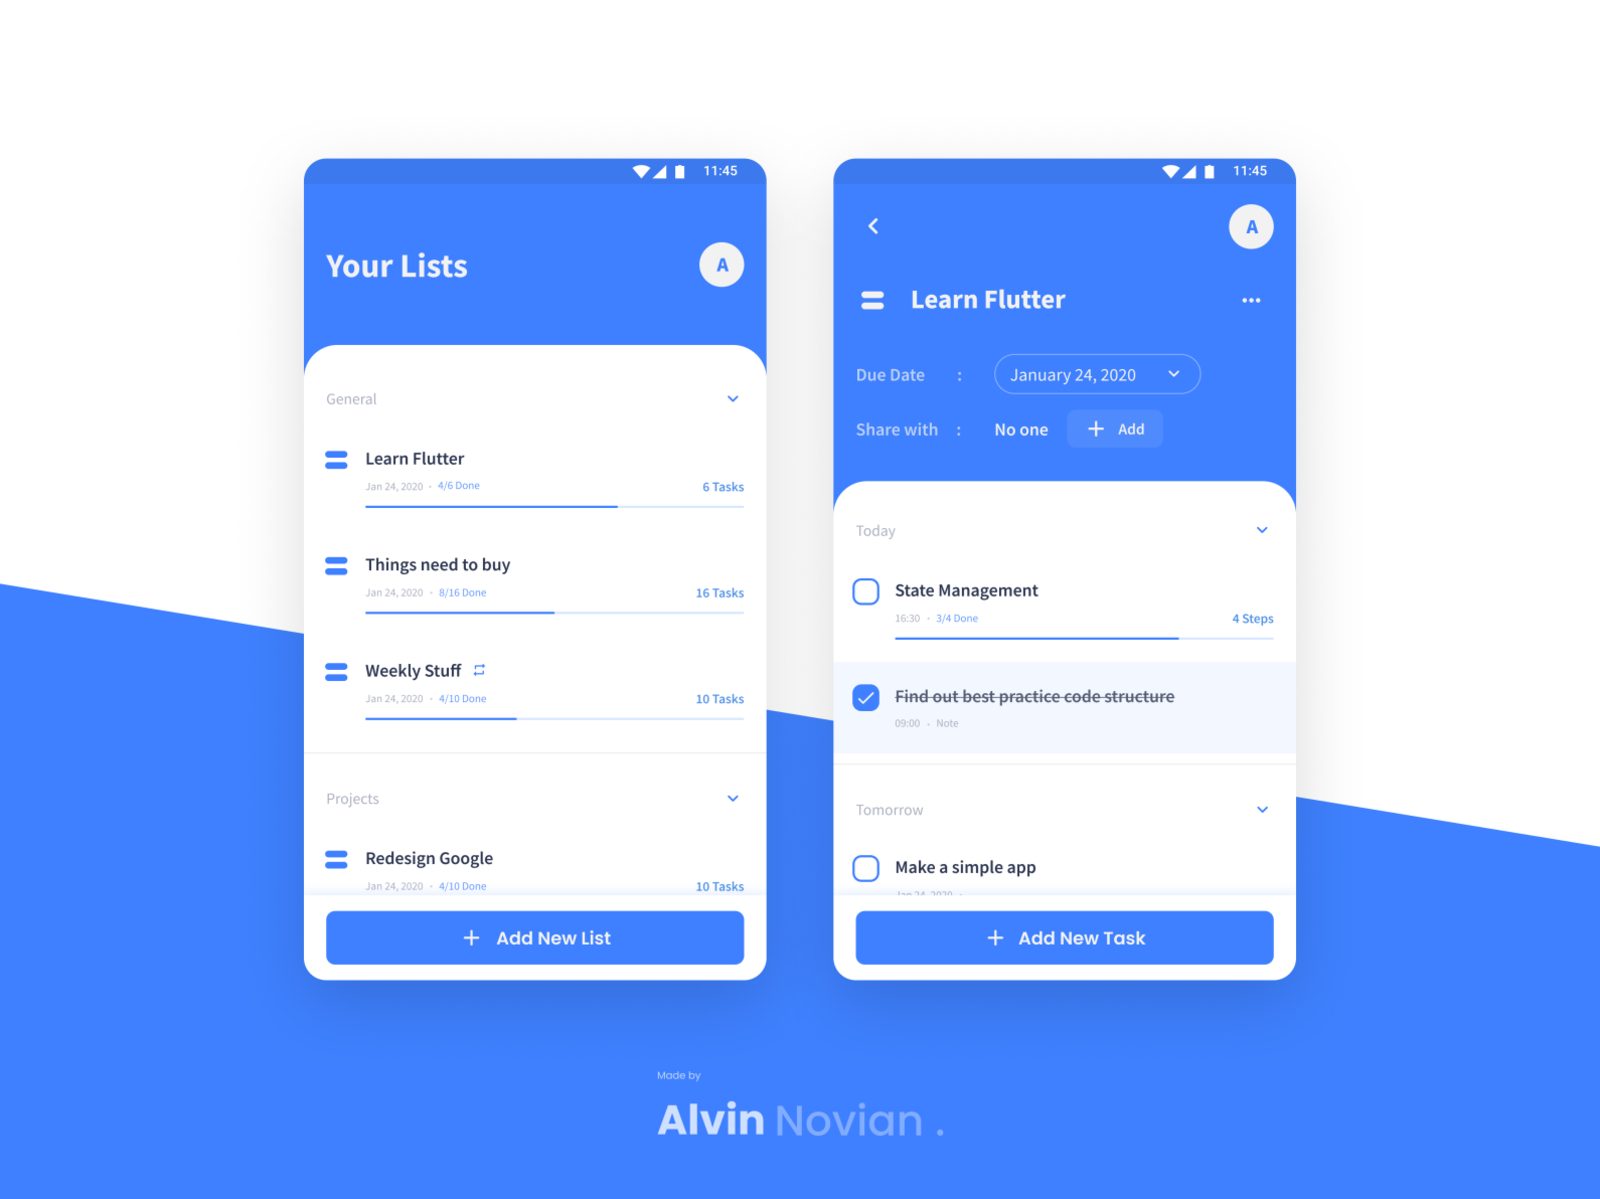 11:45
Your Lists
A
General
Learn Flutter
Jan 24, 2020 • 4/6 Done
6 Tasks
Things need to buy
Jan 24, 2020 • 8/16 Done
16 Tasks
Weekly Stuff
Jan 24, 2020 • 4/10 Done
10 Tasks
Projects
Redesign Google
Jan 24, 2020 • 4/10 Done
10 Tasks
+ Add New List
11:45
A
Learn Flutter
Due Date : January 24, 2020
Share with : No one + Add
Today
State Management
16:30 • 3/4 Done
4 Steps
Find out best practice code structure
09:00 • Note
Tomorrow
Make a simple app
Jan 24, 2020 •
+ Add New Task
Made by
Alvin Novian .